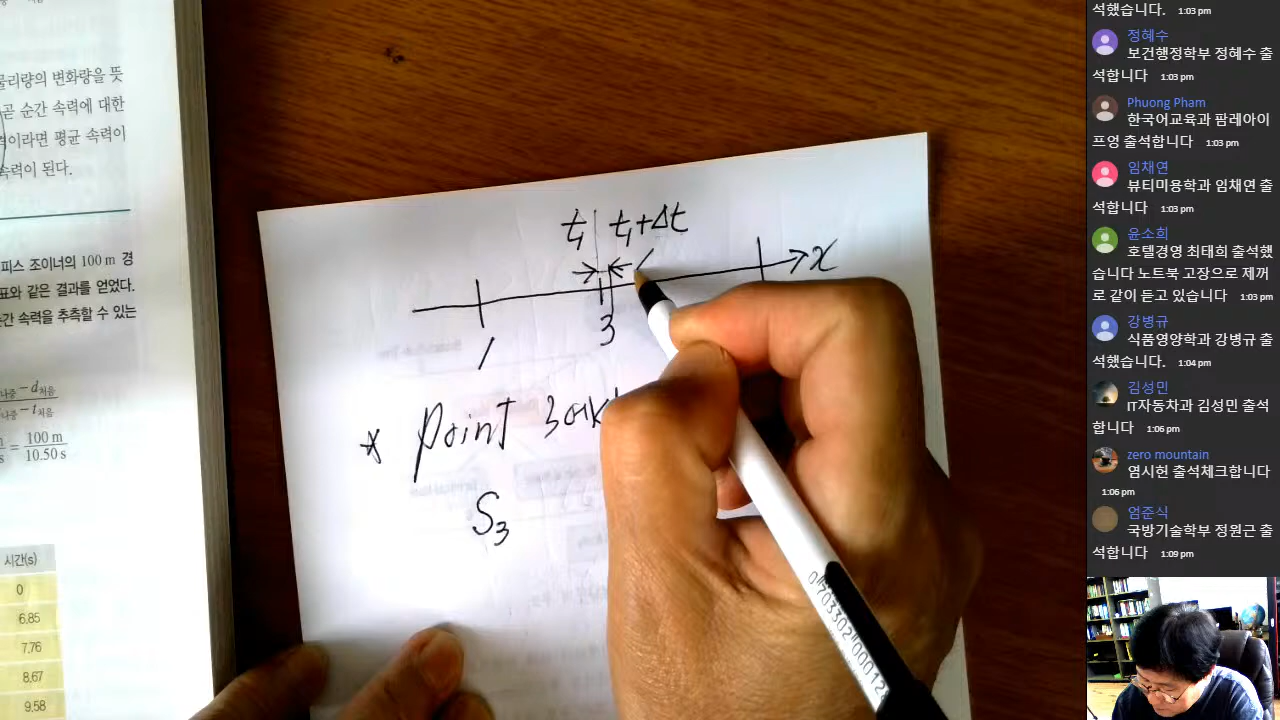 물리량의 변화량을 뜻
곧 순간 속력에 대한
이라면 평균 속력이
속력이 된다.
피스 조이너의 100 m 경
표와 같은 결과를 얻었다.
간 속력을 추측할 수 있는
나중 - d처음
나중 - t처음
= 100 m
10.50 s
시간(s)
0
6.85
7.76
8.67
9.58
t₁ t₁+Δt
x
1 3
* point
S₃
0703302100012
석했습니다. 1:03 pm
정혜수
보건행정학부 정혜수 출
석합니다 1:03 pm
Phuong Pham
한국어교육과 팜레아이
프엉 출석합니다 1:03 pm
임채연
뷰티미용학과 임채연 출
석합니다 1:03 pm
윤소희
호텔경영 최태희 출석했
습니다 노트북 고장으로 제꺼
로 같이 듣고 있습니다 1:03 pm
강병규
식품영양학과 강병규 출
석했습니다. 1:04 pm
김성민
IT자동차과 김성민 출석
합니다 1:06 pm
zero mountain
염시헌 출석체크합니다
1:06 pm
엄준식
국방기술학부 정원근 출
석합니다 1:09 pm